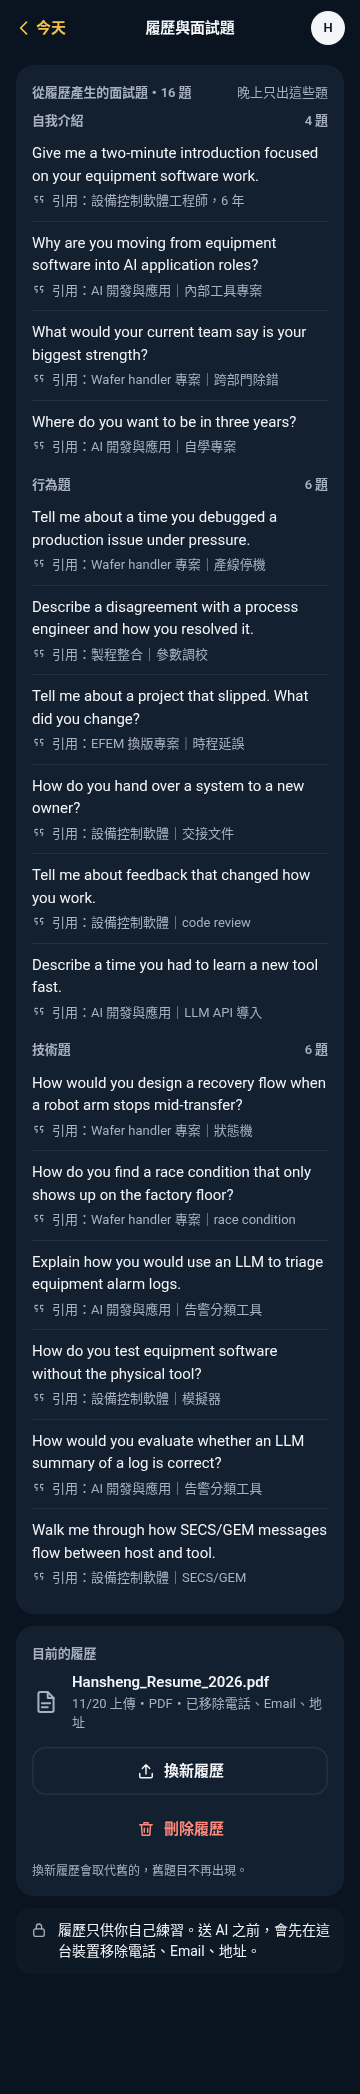 今天
履歷與面試題
H
從履歷產生的面試題・16 題
晚上只出這些題
自我介紹
4 題
Give me a two-minute introduction focused
on your equipment software work.
引用：設備控制軟體工程師，6 年
Why are you moving from equipment
software into AI application roles?
引用：AI 開發與應用｜內部工具專案
What would your current team say is your
biggest strength?
引用：Wafer handler 專案｜跨部門除錯
Where do you want to be in three years?
引用：AI 開發與應用｜自學專案
行為題
6 題
Tell me about a time you debugged a
production issue under pressure.
引用：Wafer handler 專案｜產線停機
Describe a disagreement with a process
engineer and how you resolved it.
引用：製程整合｜參數調校
Tell me about a project that slipped. What
did you change?
引用：EFEM 換版專案｜時程延誤
How do you hand over a system to a new
owner?
引用：設備控制軟體｜交接文件
Tell me about feedback that changed how
you work.
引用：設備控制軟體｜code review
Describe a time you had to learn a new tool
fast.
引用：AI 開發與應用｜LLM API 導入
技術題
6 題
How would you design a recovery flow when
a robot arm stops mid-transfer?
引用：Wafer handler 專案｜狀態機
How do you find a race condition that only
shows up on the factory floor?
引用：Wafer handler 專案｜race condition
Explain how you would use an LLM to triage
equipment alarm logs.
引用：AI 開發與應用｜告警分類工具
How do you test equipment software
without the physical tool?
引用：設備控制軟體｜模擬器
How would you evaluate whether an LLM
summary of a log is correct?
引用：AI 開發與應用｜告警分類工具
Walk me through how SECS/GEM messages
flow between host and tool.
引用：設備控制軟體｜SECS/GEM
目前的履歷
Hansheng_Resume_2026.pdf
11/20 上傳・PDF・已移除電話、Email、地
址
換新履歷
刪除履歷
換新履歷會取代舊的，舊題目不再出現。
履歷只供你自己練習。送 AI 之前，會先在這
台裝置移除電話、Email、地址。